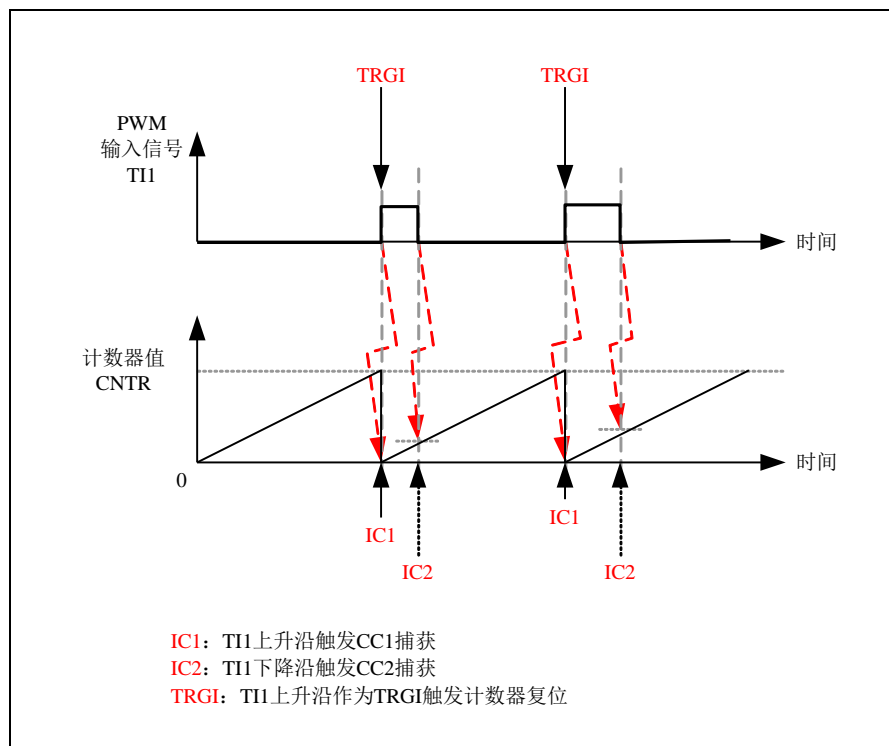 TRGI TRGI
PWM
输入信号
TI1
时间
计数器值
CNTR
0
时间
IC1 IC1
IC2 IC2
IC1：TI1上升沿触发CC1捕获
IC2：TI1下降沿触发CC2捕获
TRGI：TI1上升沿作为TRGI触发计数器复位